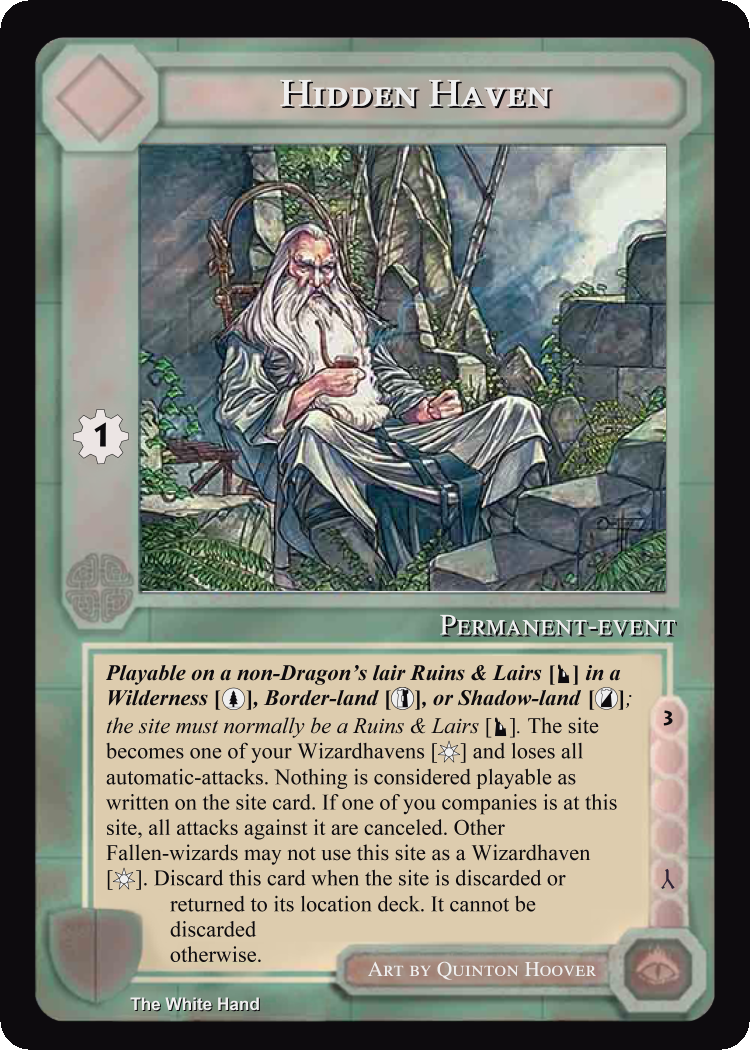 Hidden Haven
1
Permanent-event
Playable on a non-Dragon's lair Ruins & Lairs [] in a
Wilderness [], Border-land [], or Shadow-land [];
the site must normally be a Ruins & Lairs []. The site
becomes one of your Wizardhavens [] and loses all
automatic-attacks. Nothing is considered playable as
written on the site card. If one of you companies is at this
site, all attacks against it are canceled. Other
Fallen-wizards may not use this site as a Wizardhaven
[]. Discard this card when the site is discarded or
returned to its location deck. It cannot be
discarded
otherwise.
3
Art by Quinton Hoover
The White Hand